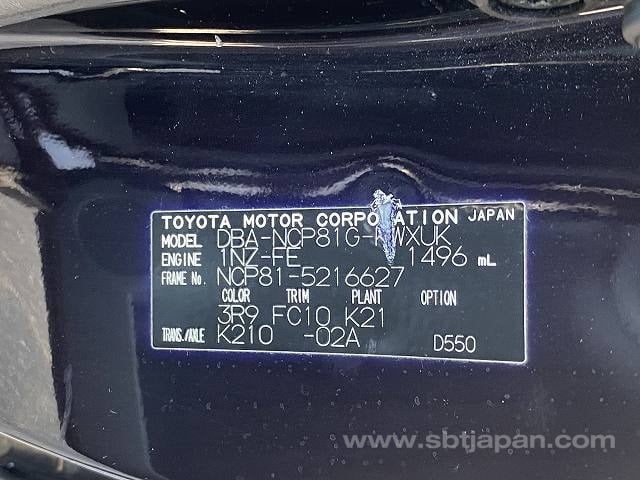 TOYOTA MOTOR CORPORATION JAPAN
MODEL DBA-NCP81G- WXUK
ENGINE 1NZ-FE 1496 mL
FRAME NO. NCP81-5216627
COLOR TRIM PLANT OPTION
3R9 FC10 K21
TRANS./AXLE K210 -02A D550
www.sbtjapan.com